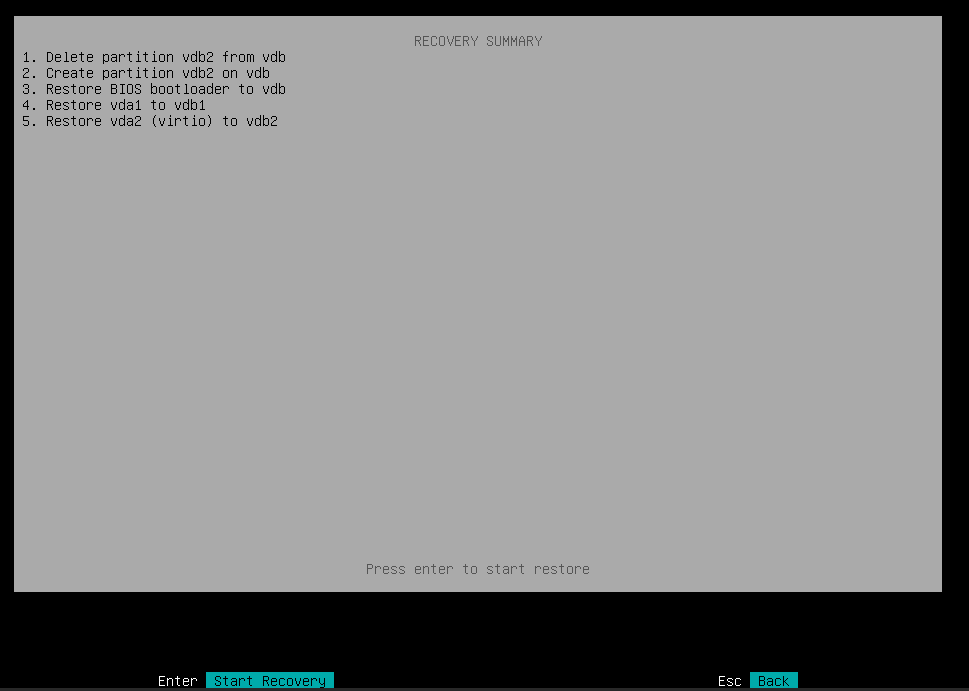 RECOVERY SUMMARY
1. Delete partition vdb2 from vdb
2. Create partition vdb2 on vdb
3. Restore BIOS bootloader to vdb
4. Restore vda1 to vdb1
5. Restore vda2 (virtio) to vdb2
Press enter to start restore
Enter Start Recovery Esc Back